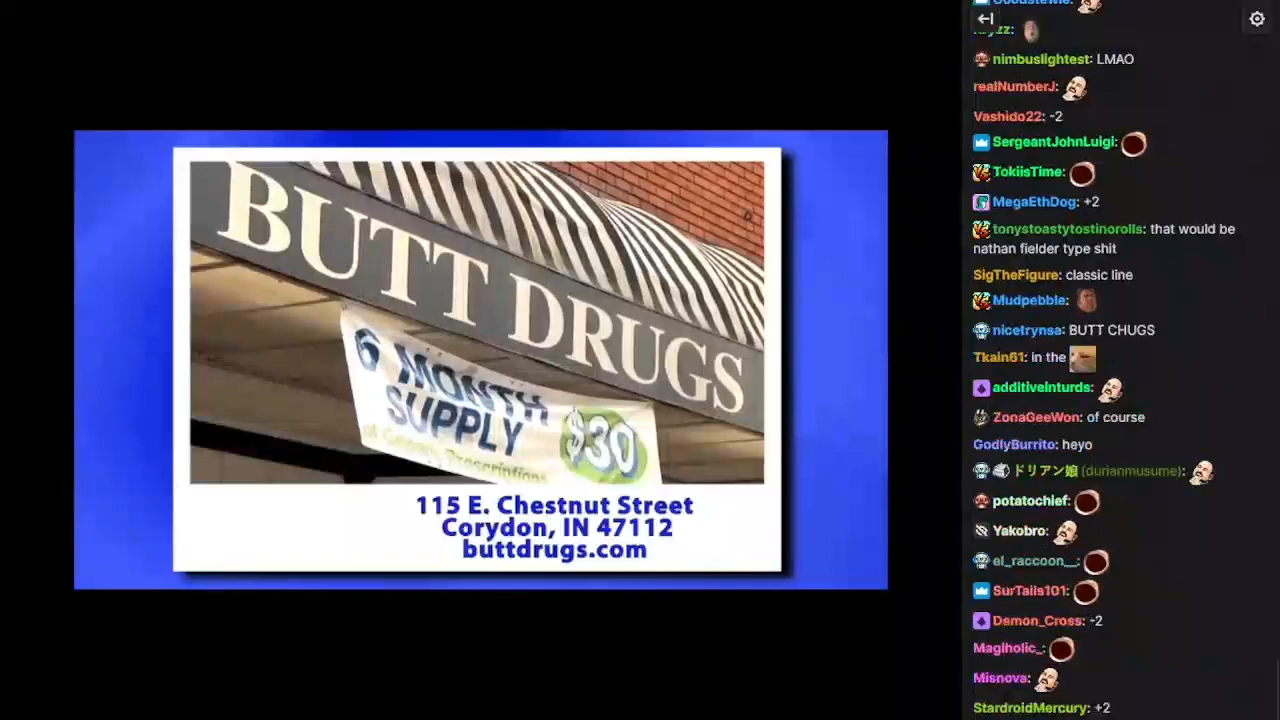 BUTT DRUGS
6 MONTH
SUPPLY
$30
115 E. Chestnut Street
Corydon, IN 47112
buttdrugs.com
nimbuslightest: LMAO
realNumberJ:
Vashido22: -2
SergeantJohnLuigi:
TokiisTime:
MegaEthDog: +2
tonystoastytostinorolls: that would be
nathan fielder type shit
SigTheFigure: classic line
Mudpebble:
nicetrynsa: BUTT CHUGS
Tkain61: in the
additiveinturds:
ZonaGeeWon: of course
GodlyBurrito: heyo
ドリアン娘 (durianmusume):
potatochief:
Yakobro:
el_raccoon__:
SurTails101:
Demon_Cross: +2
Magiholic_:
Misnova:
StardroidMercury: +2